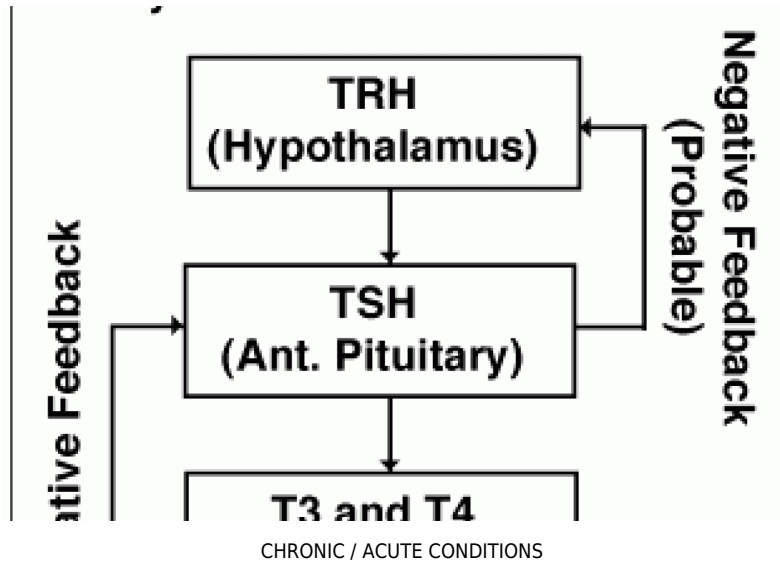 TRH
(Hypothalamus)
Negative Feedback
(Probable)
TSH
(Ant. Pituitary)
ative Feedback
T3 and T4
CHRONIC / ACUTE CONDITIONS